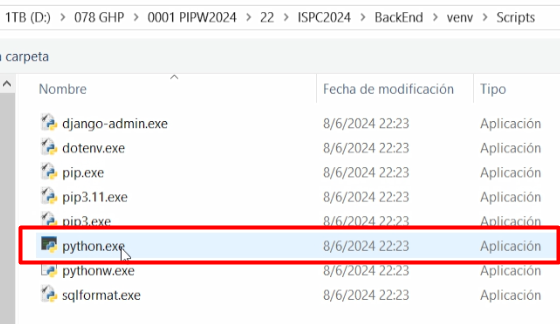 1TB (D:) > 078 GHP > 0001 PIPW2024 > 22 > ISPC2024 > BackEnd > venv > Scripts
carpeta
Nombre Fecha de modificación Tipo
django-admin.exe 8/6/2024 22:23 Aplicación
dotenv.exe 8/6/2024 22:23 Aplicación
pip.exe 8/6/2024 22:23 Aplicación
pip3.11.exe 8/6/2024 22:23 Aplicación
pip3.exe 8/6/2024 22:23 Aplicación
python.exe 8/6/2024 22:23 Aplicación
pythonw.exe 8/6/2024 22:23 Aplicación
sqlformat.exe 8/6/2024 22:23 Aplicación